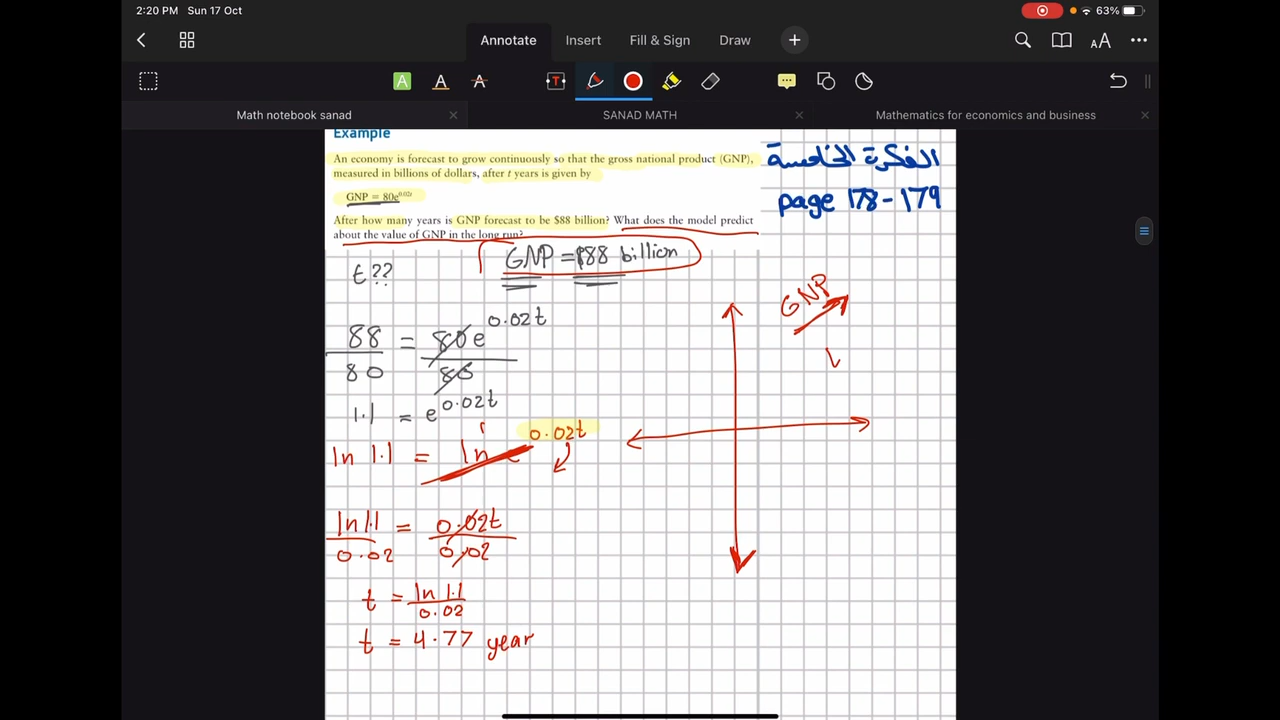 2:20 PM Sun 17 Oct
63%
Annotate Insert Fill & Sign Draw
AA
A A A T
Math notebook sanad
SANAD MATH
Mathematics for economics and business
Example
An economy is forecast to grow continuously so that the gross national product (GNP),
measured in billions of dollars, after t years is given by
GNP = 80e^0.02t
After how many years is GNP forecast to be $88 billion? What does the model predict
about the value of GNP in the long run?
الفكرة الخامسة
page 178-179
GNP = $88 billion
t??
88/80 = 80e^0.02t/80
1.1 = e^0.02t
ln 1.1 = ln e^0.02t
ln 1.1/0.02 = 0.02t/0.02
t = ln 1.1/0.02
t = 4.77 year
GNP